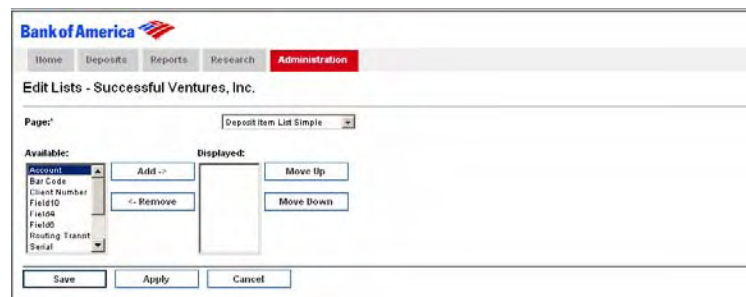 Bank of America
Home Deposits Reports Research Administration
Edit Lists - Successful Ventures, Inc.
Page:* Deposit Item List Simple
Available: Displayed:
Account Add -> Move Up
Bar Code
Client Number
Field10 <- Remove Move Down
Field4
Field6
Routing Transit
Serial
Save Apply Cancel